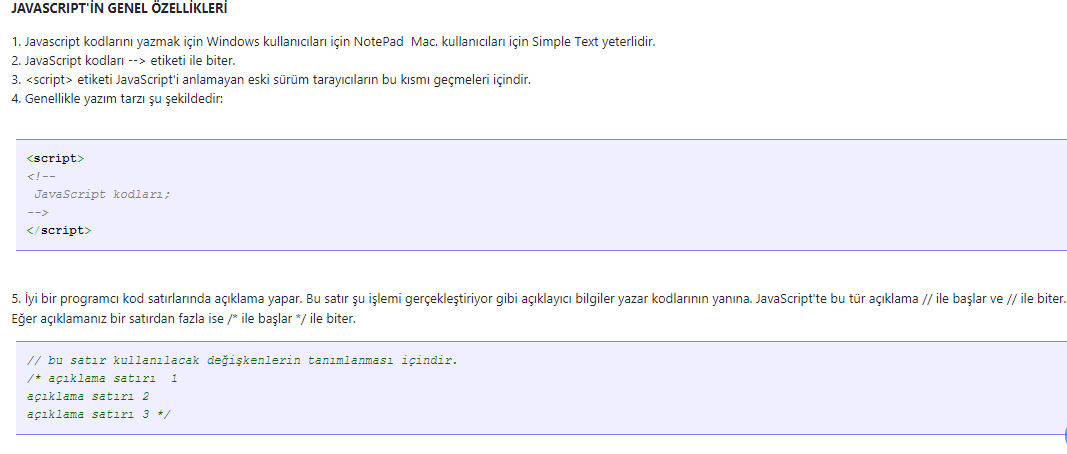 JAVASCRIPT'İN GENEL ÖZELLİKLERİ
1. Javascript kodlarını yazmak için Windows kullanıcıları için NotePad  Mac. kullanıcıları için Simple Text yeterlidir.
2. JavaScript kodları --> etiketi ile biter.
3. <script> etiketi JavaScript'i anlamayan eski sürüm tarayıcıların bu kısmı geçmeleri içindir.
4. Genellikle yazım tarzı şu şekildedir:
<script>
<!--
 JavaScript kodları;
-->
</script>
5. İyi bir programcı kod satırlarında açıklama yapar. Bu satır şu işlemi gerçekleştiriyor gibi açıklayıcı bilgiler yazar kodlarının yanına. JavaScript'te bu tür açıklama // ile başlar ve // ile biter.
Eğer açıklamanız bir satırdan fazla ise /* ile başlar */ ile biter.
// bu satır kullanılacak değişkenlerin tanımlanması içindir.
/* açıklama satırı  1
açıklama satırı 2
açıklama satırı 3 */